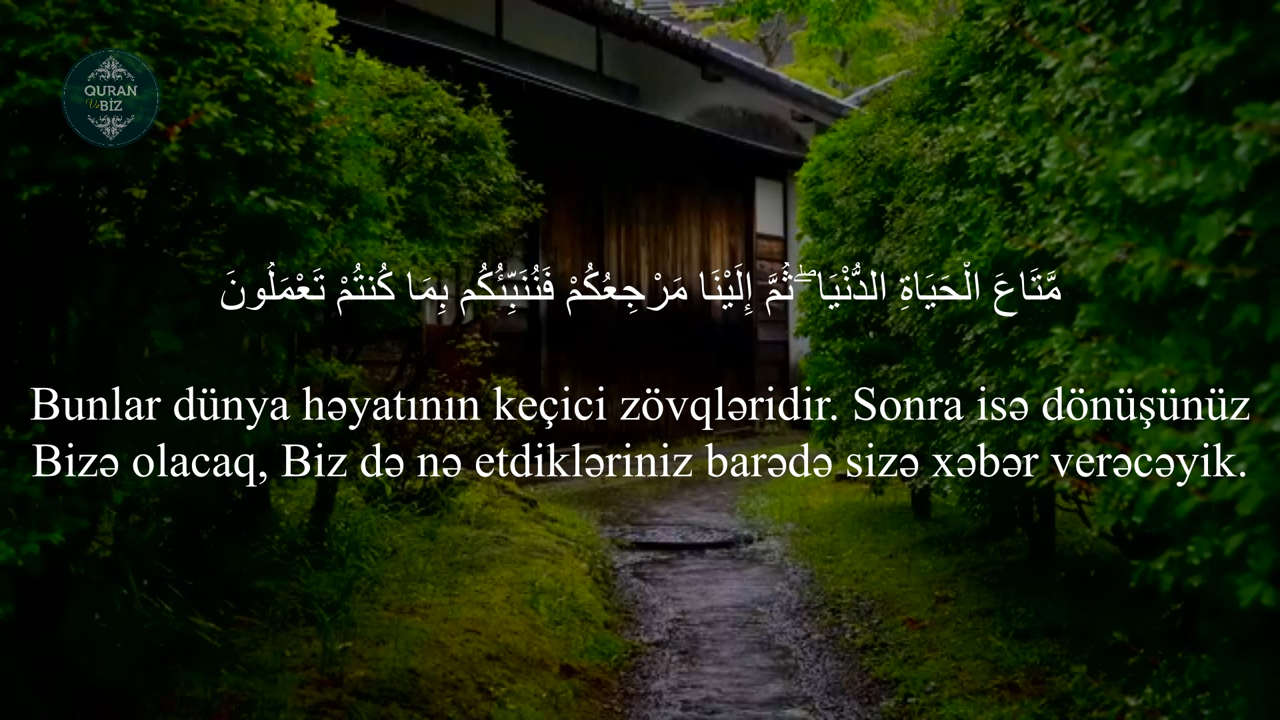 QURAN
Və BİZ
مَّتَاعَ الْحَيَاةِ الدُّنْيَا ۖ ثُمَّ إِلَيْنَا مَرْجِعُكُمْ فَنُنَبِّئُكُم بِمَا كُنتُمْ تَعْمَلُونَ
Bunlar dünya həyatının keçici zövqləridir. Sonra isə dönüşünüz
Bizə olacaq, Biz də nə etdikləriniz barədə sizə xəbər verəcəyik.